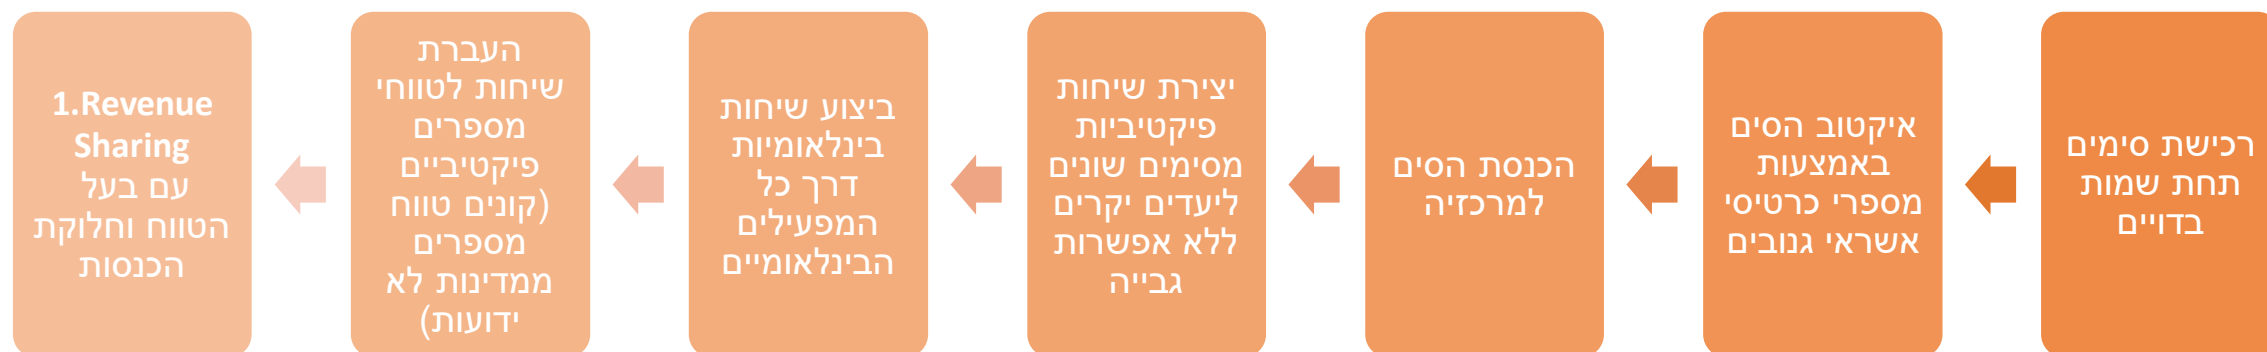 רכישת סימים
תחת שמות
בדויים
איקטוב הסים
באמצעות
מספרי כרטיסי
אשראי גנובים
הכנסת הסים
למרכזיה
יצירת שיחות
פיקטיביות
מסימים שונים
ליעדים יקרים
ללא אפשרות
גבייה
ביצוע שיחות
בינלאומיות
דרך כל
המפעילים
הבינלאומיים
העברת
שיחות לטווחי
מספרים
פיקטיביים
(קונים טווח
מספרים
ממדינות לא
ידועות)
1.Revenue
Sharing
עם בעל
הטווח וחלוקת
הכנסות